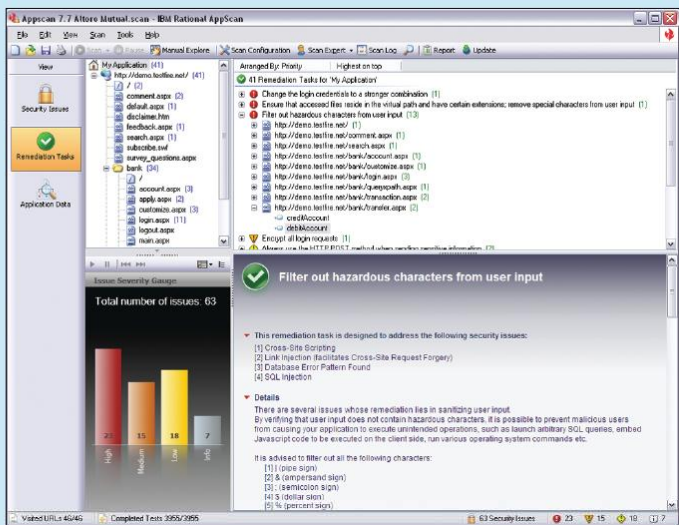 Appscan 7.7 Altoro Mutual.scan - IBM Rational AppScan
File Edit View Scan Tools Help
Scan Pause Manual Explore Scan Configuration Scan Expert Scan Log Report Update
View
Security Issues
Remediation Tasks
Application Data
My Application (41)
http://demo.testfire.net/ (41)
/ (2)
comment.aspx (2)
default.aspx (1)
disclaimer.htm
feedback.aspx (1)
search.aspx (1)
subscribe.swf
survey_questions.aspx
bank (34)
/
account.aspx (3)
apply.aspx (2)
customize.aspx (3)
login.aspx (11)
logout.aspx
main.aspx
Arranged By: Priority Highest on top
41 Remediation Tasks for 'My Application'
Change the login credentials to a stronger combination (1)
Ensure that accessed files reside in the virtual path and have certain extensions; remove special characters from user input (1)
Filter out hazardous characters from user input (13)
http://demo.testfire.net/ (1)
http://demo.testfire.net/comment.aspx (1)
http://demo.testfire.net/search.aspx (1)
http://demo.testfire.net/bank/account.aspx (1)
http://demo.testfire.net/bank/customize.aspx (1)
http://demo.testfire.net/bank/login.aspx (3)
http://demo.testfire.net/bank/queryxpath.aspx (1)
http://demo.testfire.net/bank/transaction.aspx (2)
http://demo.testfire.net/bank/transfer.aspx (2)
creditAccount
debitAccount
Encrypt all login requests (1)
Always use the HTTP POST method when sending sensitive information (2)
Issue Severity Gauge
Total number of issues: 63
23
15
18
7
High
Medium
Low
Info
Filter out hazardous characters from user input
This remediation task is designed to address the following security issues:
[1] Cross-Site Scripting
[2] Link Injection (facilitates Cross-Site Request Forgery)
[3] Database Error Pattern Found
[4] SQL Injection
Details
There are several issues whose remediation lies in sanitizing user input.
By verifying that user input does not contain hazardous characters, it is possible to prevent malicious users
from causing your application to execute unintended operations, such as launch arbitrary SQL queries, embed
Javascript code to be executed on the client side, run various operating system commands etc.
It is advised to filter out all the following characters:
[1] | (pipe sign)
[2] & (ampersand sign)
[3] ; (semicolon sign)
[4] $ (dollar sign)
[5] % (percent sign)
Visited URLs 46/46 Completed Tests 3955/3955 63 Security Issues 23 15 18 7